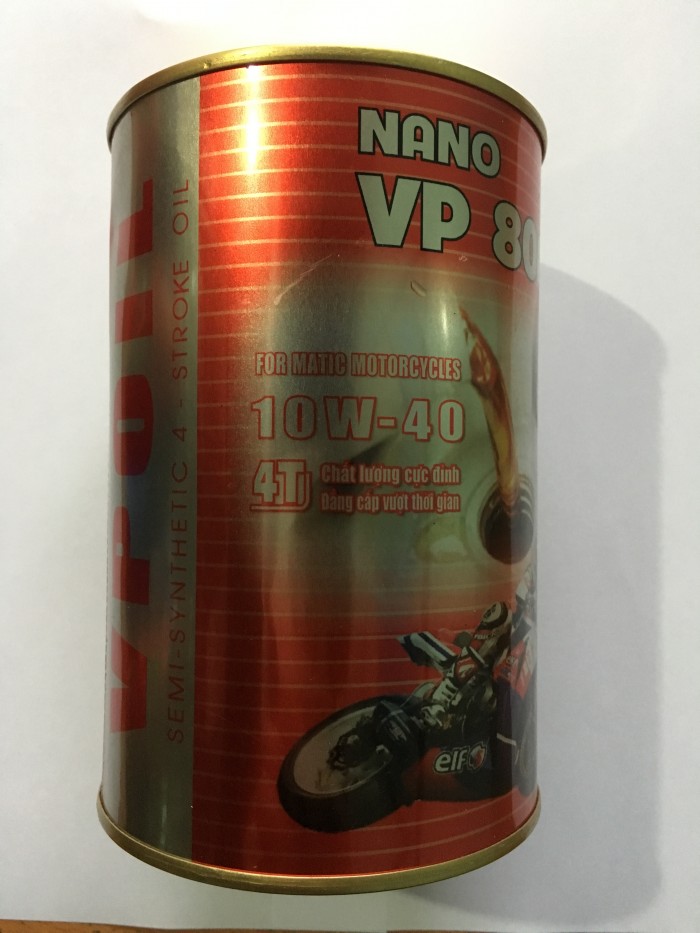 VPOIL
SEMI-SYNTHETIC 4 - STROKE OIL
NANO
VP 80
FOR MATIC MOTORCYCLES
10W-40
4T
Chất lượng cực đỉnh
Đẳng cấp vượt thời gian
elf